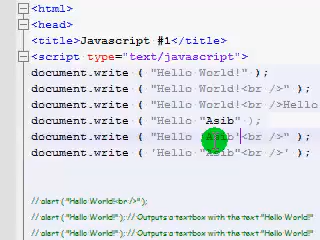 <html>
<head>
<title>Javascript #1</title>
<script type="text/javascript">
document.write ( "Hello World!" );
document.write ( "Hello World!<br />" );
document.write ( "Hello World!<br />Hello
document.write ( "Hello "Asib" );
document.write ( "Hello 'Asib'<br />" );
document.write ( 'Hello "Asib"<br />' );
// alert ( "Hello World!<br />" );
// alert ( "Hello World!" ); // Outputs a textbox with the text "Hello World!"
// alert ( "Hello World!" ); // Outputs a textbox with the text "Hello World!"